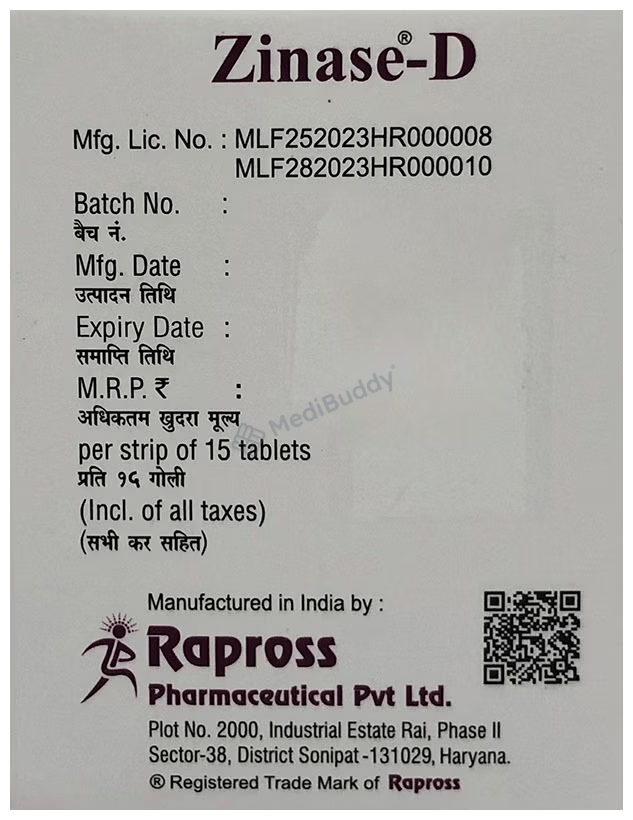 Zinase®-D
Mfg. Lic. No. : MLF252023HR000008
MLF282023HR000010
Batch No. :
बैच नं.
Mfg. Date :
उत्पादन तिथि
Expiry Date :
समाप्ति तिथि
M.R.P. ₹ :
अधिकतम खुदरा मूल्य
MediBuddy
per strip of 15 tablets
प्रति १५ गोली
(Incl. of all taxes)
(सभी कर सहित)
Manufactured in India by :
Rapross
Pharmaceutical Pvt Ltd.
Plot No. 2000, Industrial Estate Rai, Phase II
Sector-38, District Sonipat -131029, Haryana.
® Registered Trade Mark of Rapross